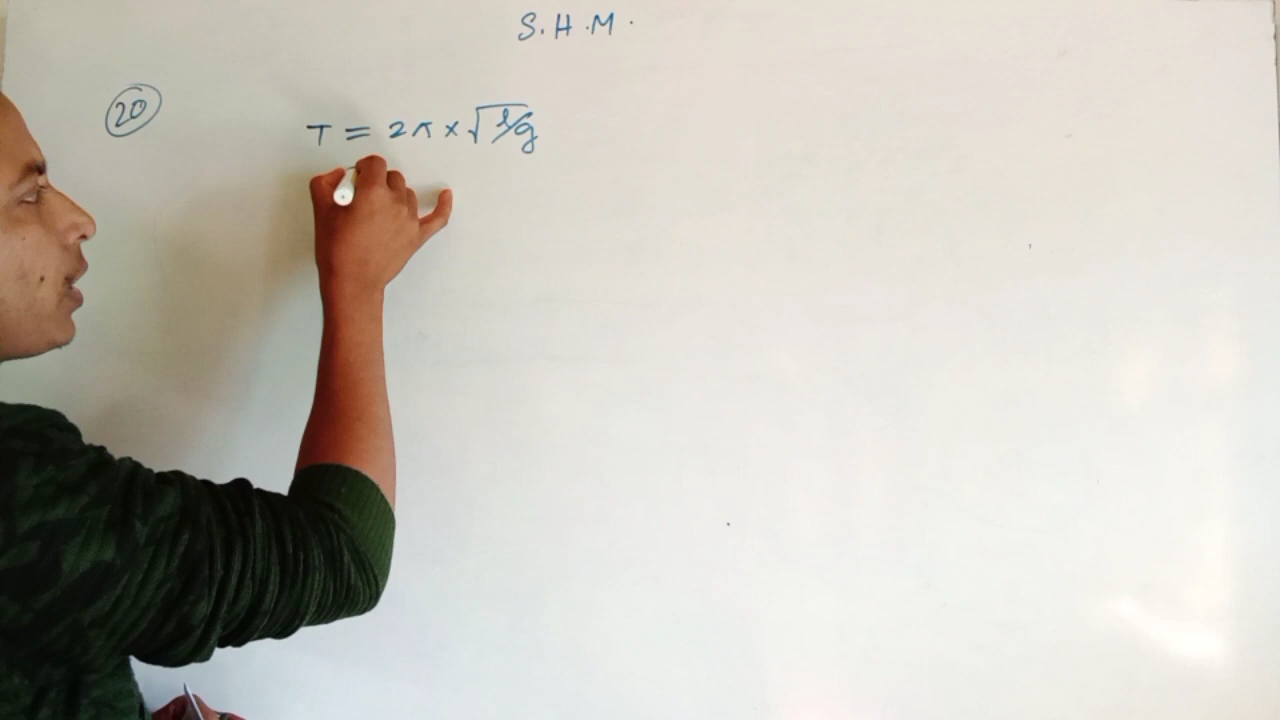 S.H.M.
20
T = 2π × √l/g